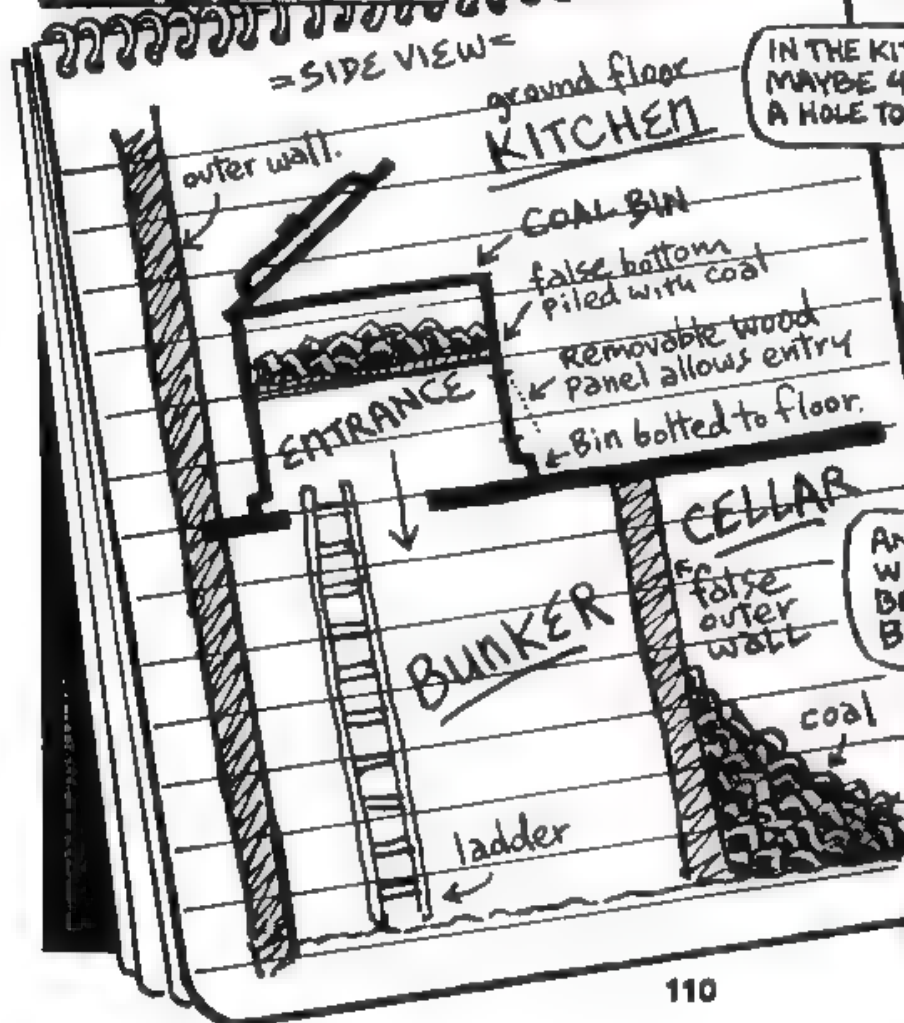 =SIDE VIEW=
ground floor
KITCHEN
IN THE KIT
MAYBE 4
A HOLE TO
outer wall.
COAL BIN
false bottom
piled with coal
Removable wood
panel allows entry
Bin bolted to floor.
ENTRANCE
CELLAR
false
outer
wall
BUNKER
coal
ladder
110